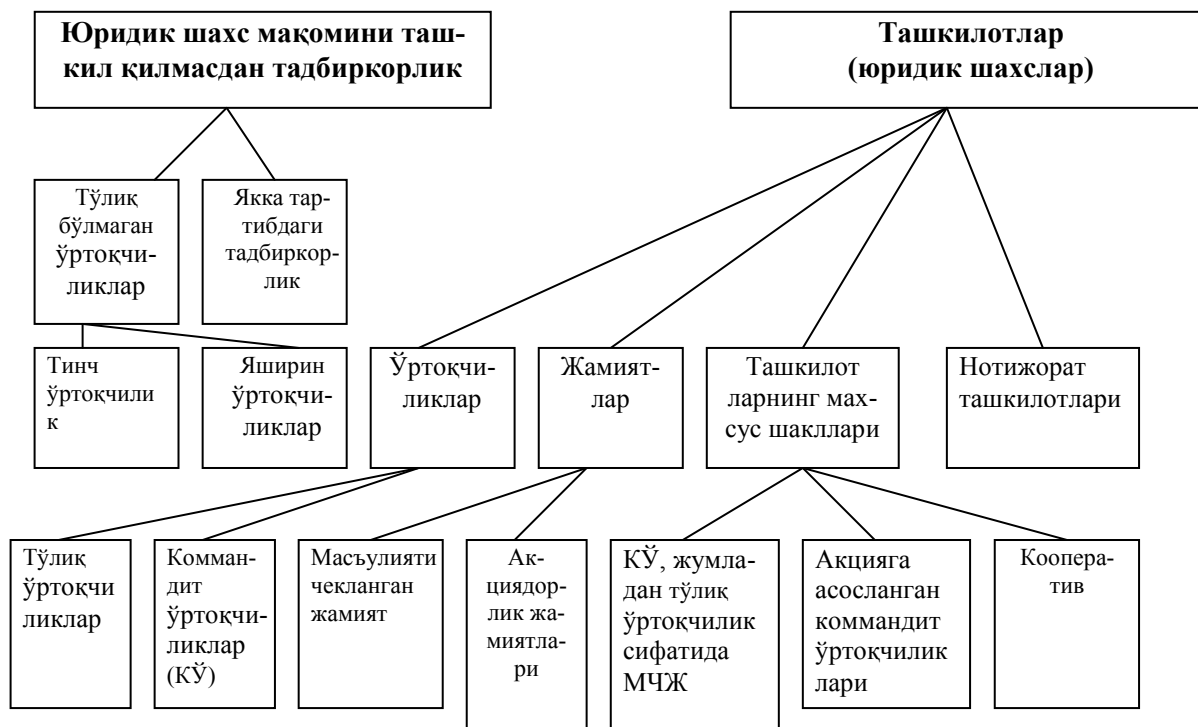 Юридик шахс мақомини таш-
кил қилмасдан тадбиркорлик
Ташкилотлар
(юридик шахслар)
Тўлиқ
бўлмаган
ўртоқчи-
ликлар
Якка тар-
тибдаги
тадбиркор-
лик
Тинч
ўртоқчили
к
Яширин
ўртоқчи-
ликлар
Ўртоқчи-
ликлар
Жамият-
лар
Ташкилот
ларнинг мах-
сус шакллари
Нотижорат
ташкилотлари
Тўлиқ
ўртоқчи
ликлар
Комман-
дит
ўртоқчи-
ликлар
(КЎ)
Масъулияти
чекланган
жамият
Ак-
циядор-
лик жа-
миятла-
ри
КЎ, жумла-
дан тўлиқ
ўртоқчилик
сифатида
МЧЖ
Акцияга
асосланган
коммандит
ўртоқчилик
лари
Коопера-
тив